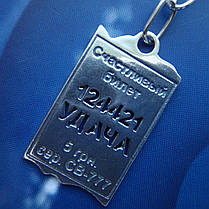 Счастливый
билет
124421
УДАЧА
5 грн.
сер. СВ-777